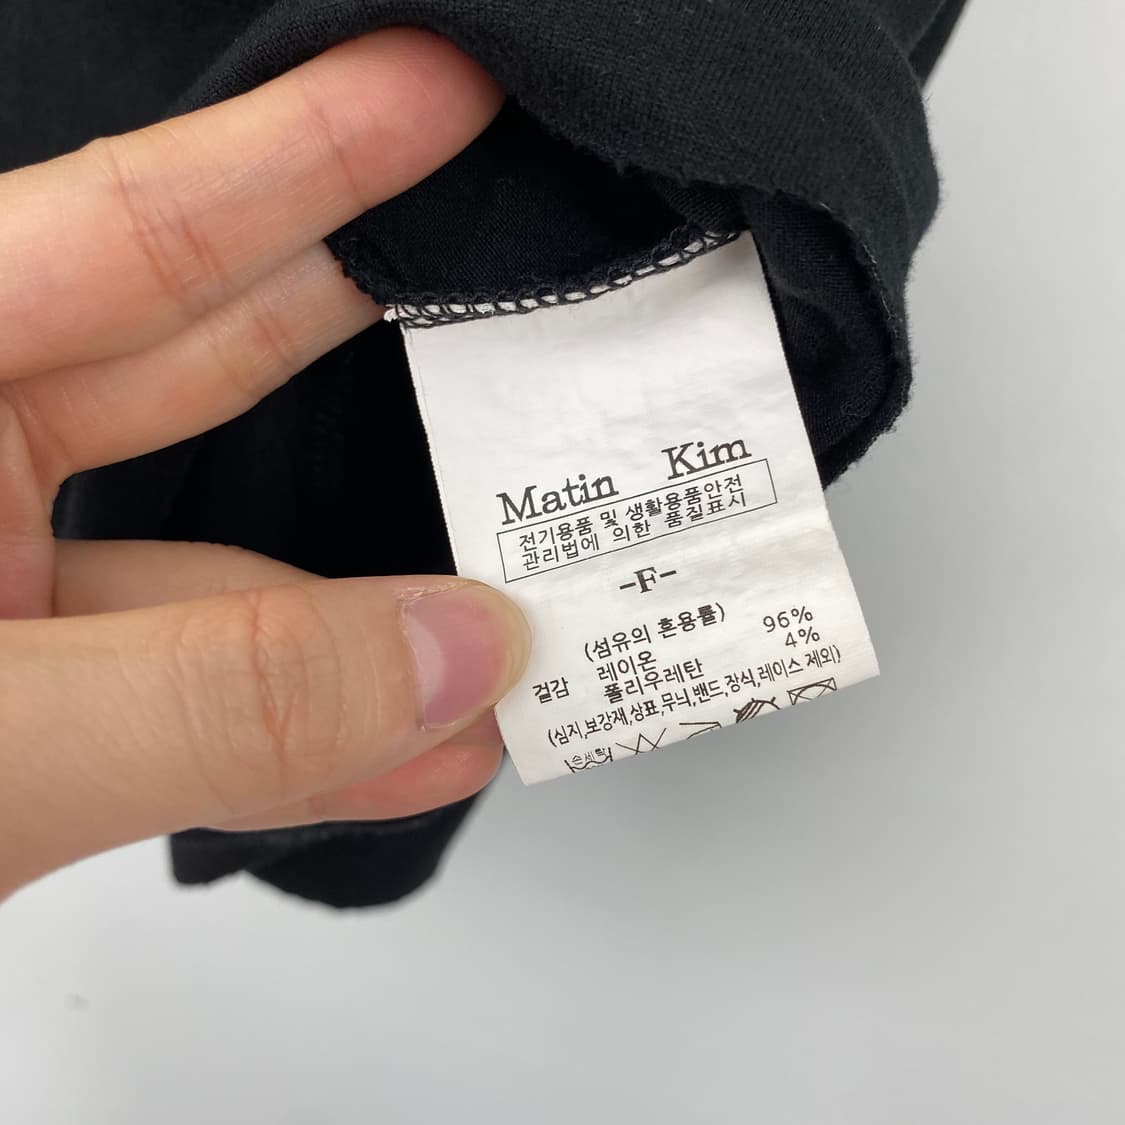 Matin Kim
전기용품 및 생활용품안전
관리법에 의한 품질표시
-F-
(섬유의 혼용률)
레이온 96%
겉감 폴리우레탄 4%
(심지,보강재,상표,무늬,밴드,장식,레이스 제외)
손세탁